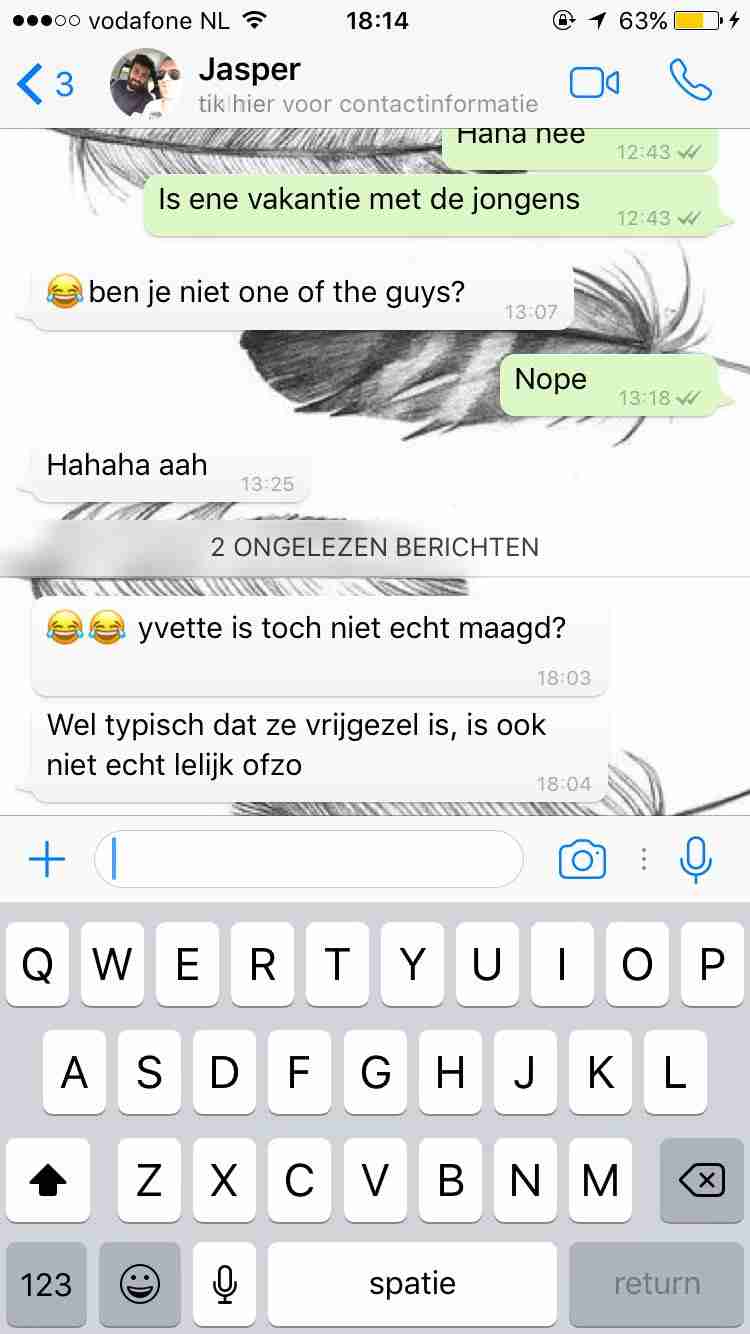 vodafone NL 18:14 63%
3 Jasper
tik hier voor contactinformatie
Haha nee
12:43
Is ene vakantie met de jongens
12:43
😂ben je niet one of the guys?
13:07
Nope
13:18
Hahaha aah
13:25
2 ONGELEZEN BERICHTEN
😂😂 yvette is toch niet echt maagd?
18:03
Wel typisch dat ze vrijgezel is, is ook
niet echt lelijk ofzo
18:04
Q W E R T Y U I O P
A S D F G H J K L
Z X C V B N M
123 spatie return